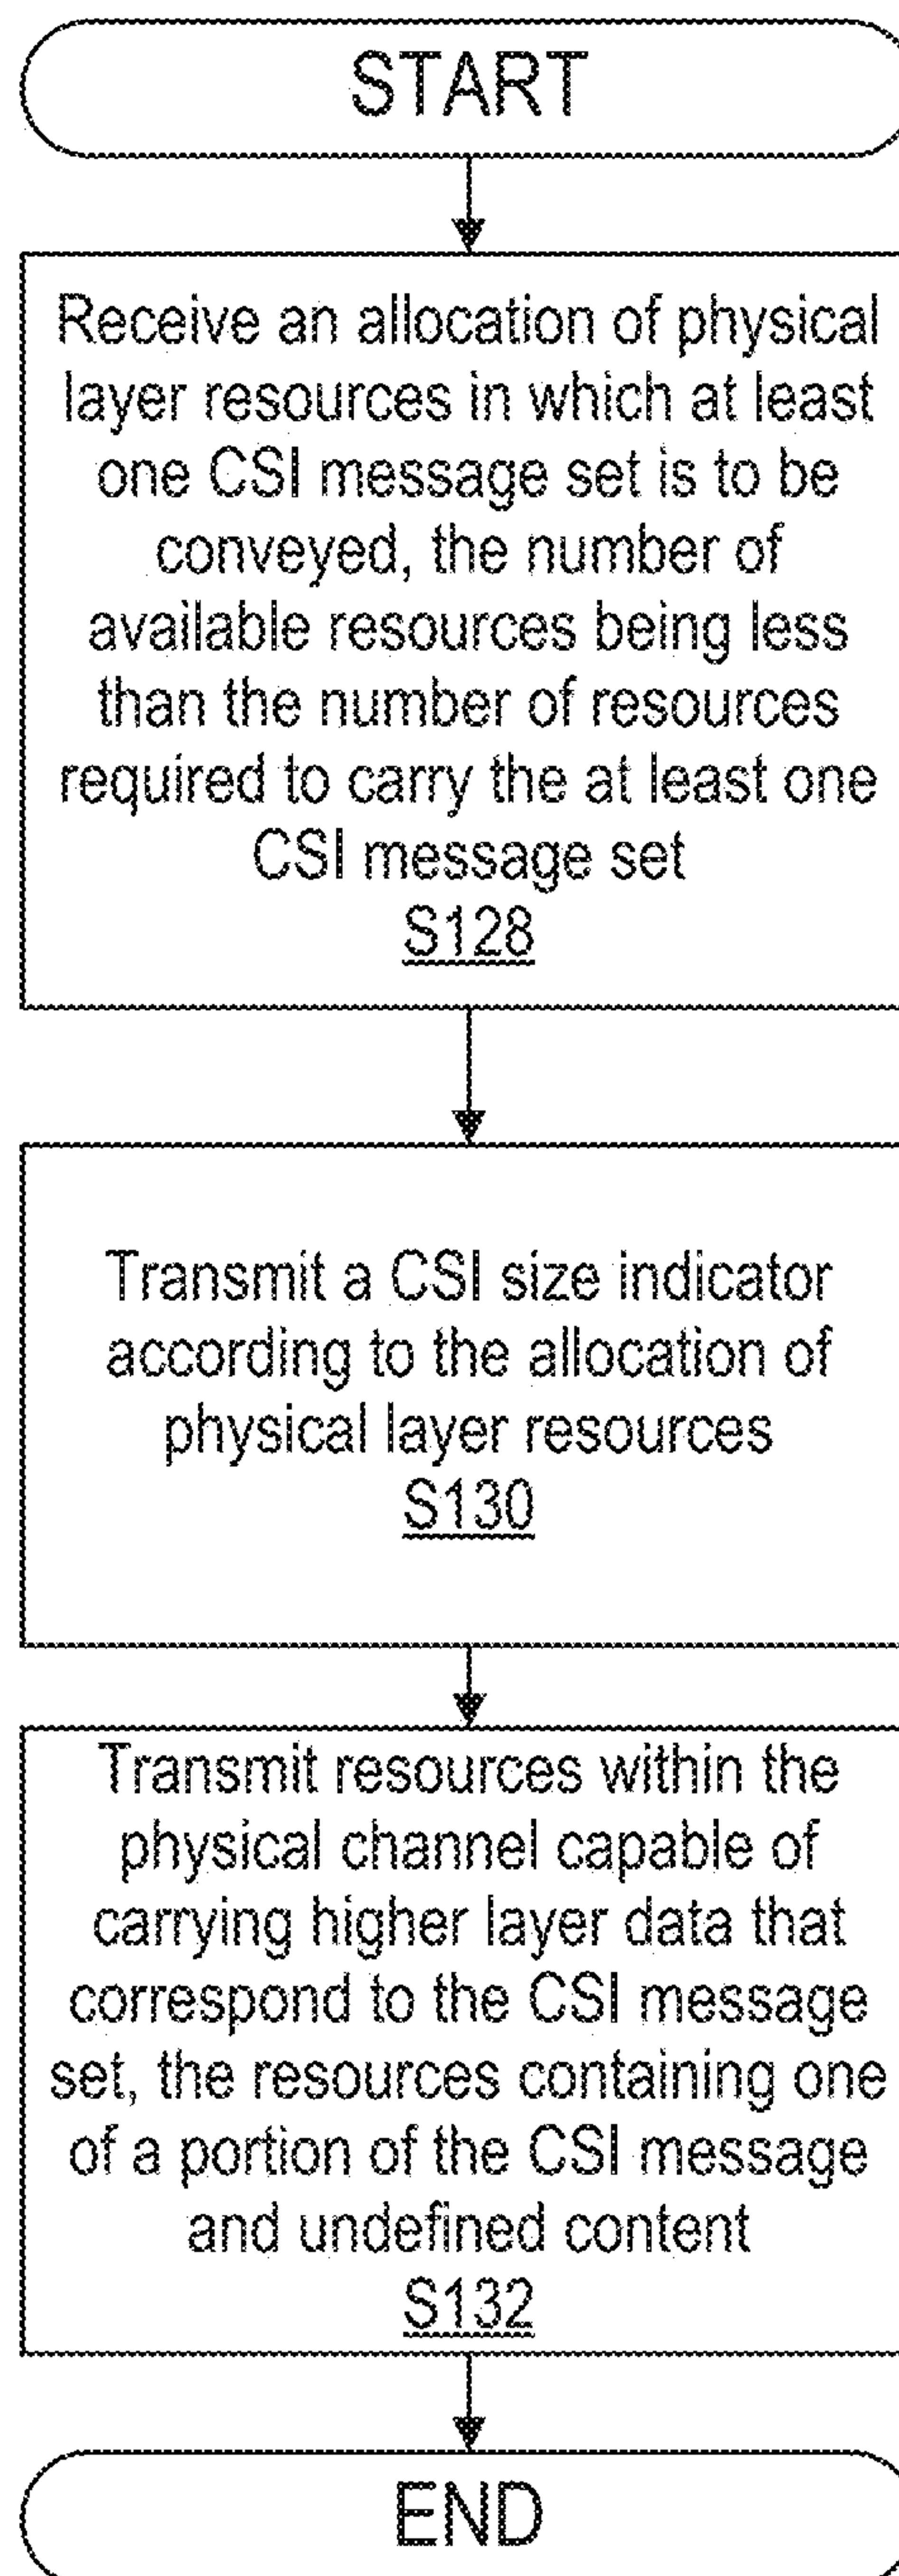 START
Receive an allocation of physical
layer resources in which at least
one CSI message set is to be
conveyed, the number of
available resources being less
than the number of resources
required to carry the at least one
CSI message set
S128
Transmit a CSI size indicator
according to the allocation of
physical layer resources
S130
Transmit resources within the
physical channel capable of
carrying higher layer data that
correspond to the CSI message
set, the resources containing one
of a portion of the CSI message
and undefined content
S132
END